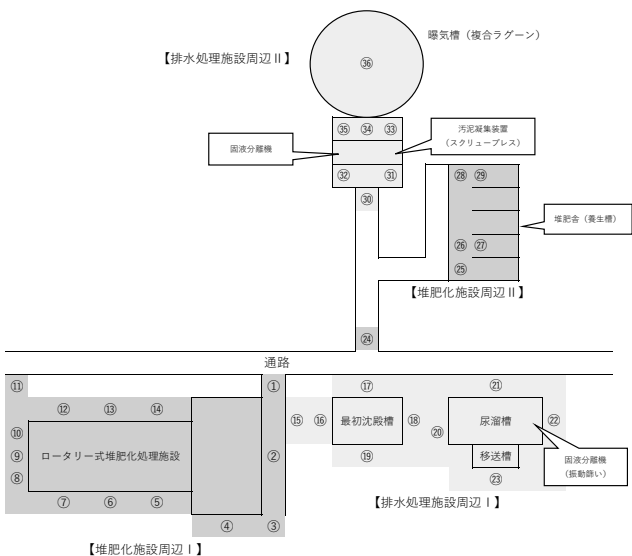 曝気槽（複合ラグーン）
【排水処理施設周辺Ⅱ】
㊱
㉟ ㉞ ㉝
汚泥凝集装置
（スクリュープレス）
固液分離機
㉜ ㉛
㉚
㉘ ㉙
堆肥舎（養生槽）
㉖ ㉗
㉕
【堆肥化施設周辺Ⅱ】
㉔
通路
⑪ ① ⑰ ㉑
⑫ ⑬ ⑭
⑮ ⑯ 最初沈殿槽 ⑱ ⑳ 尿溜槽 ㉒
⑩
⑨ ロータリー式堆肥化処理施設 ② ⑲ 移送槽
⑧
固液分離機
（振動篩い）
㉓
⑦ ⑥ ⑤
【排水処理施設周辺Ⅰ】
④ ③
【堆肥化施設周辺Ⅰ】